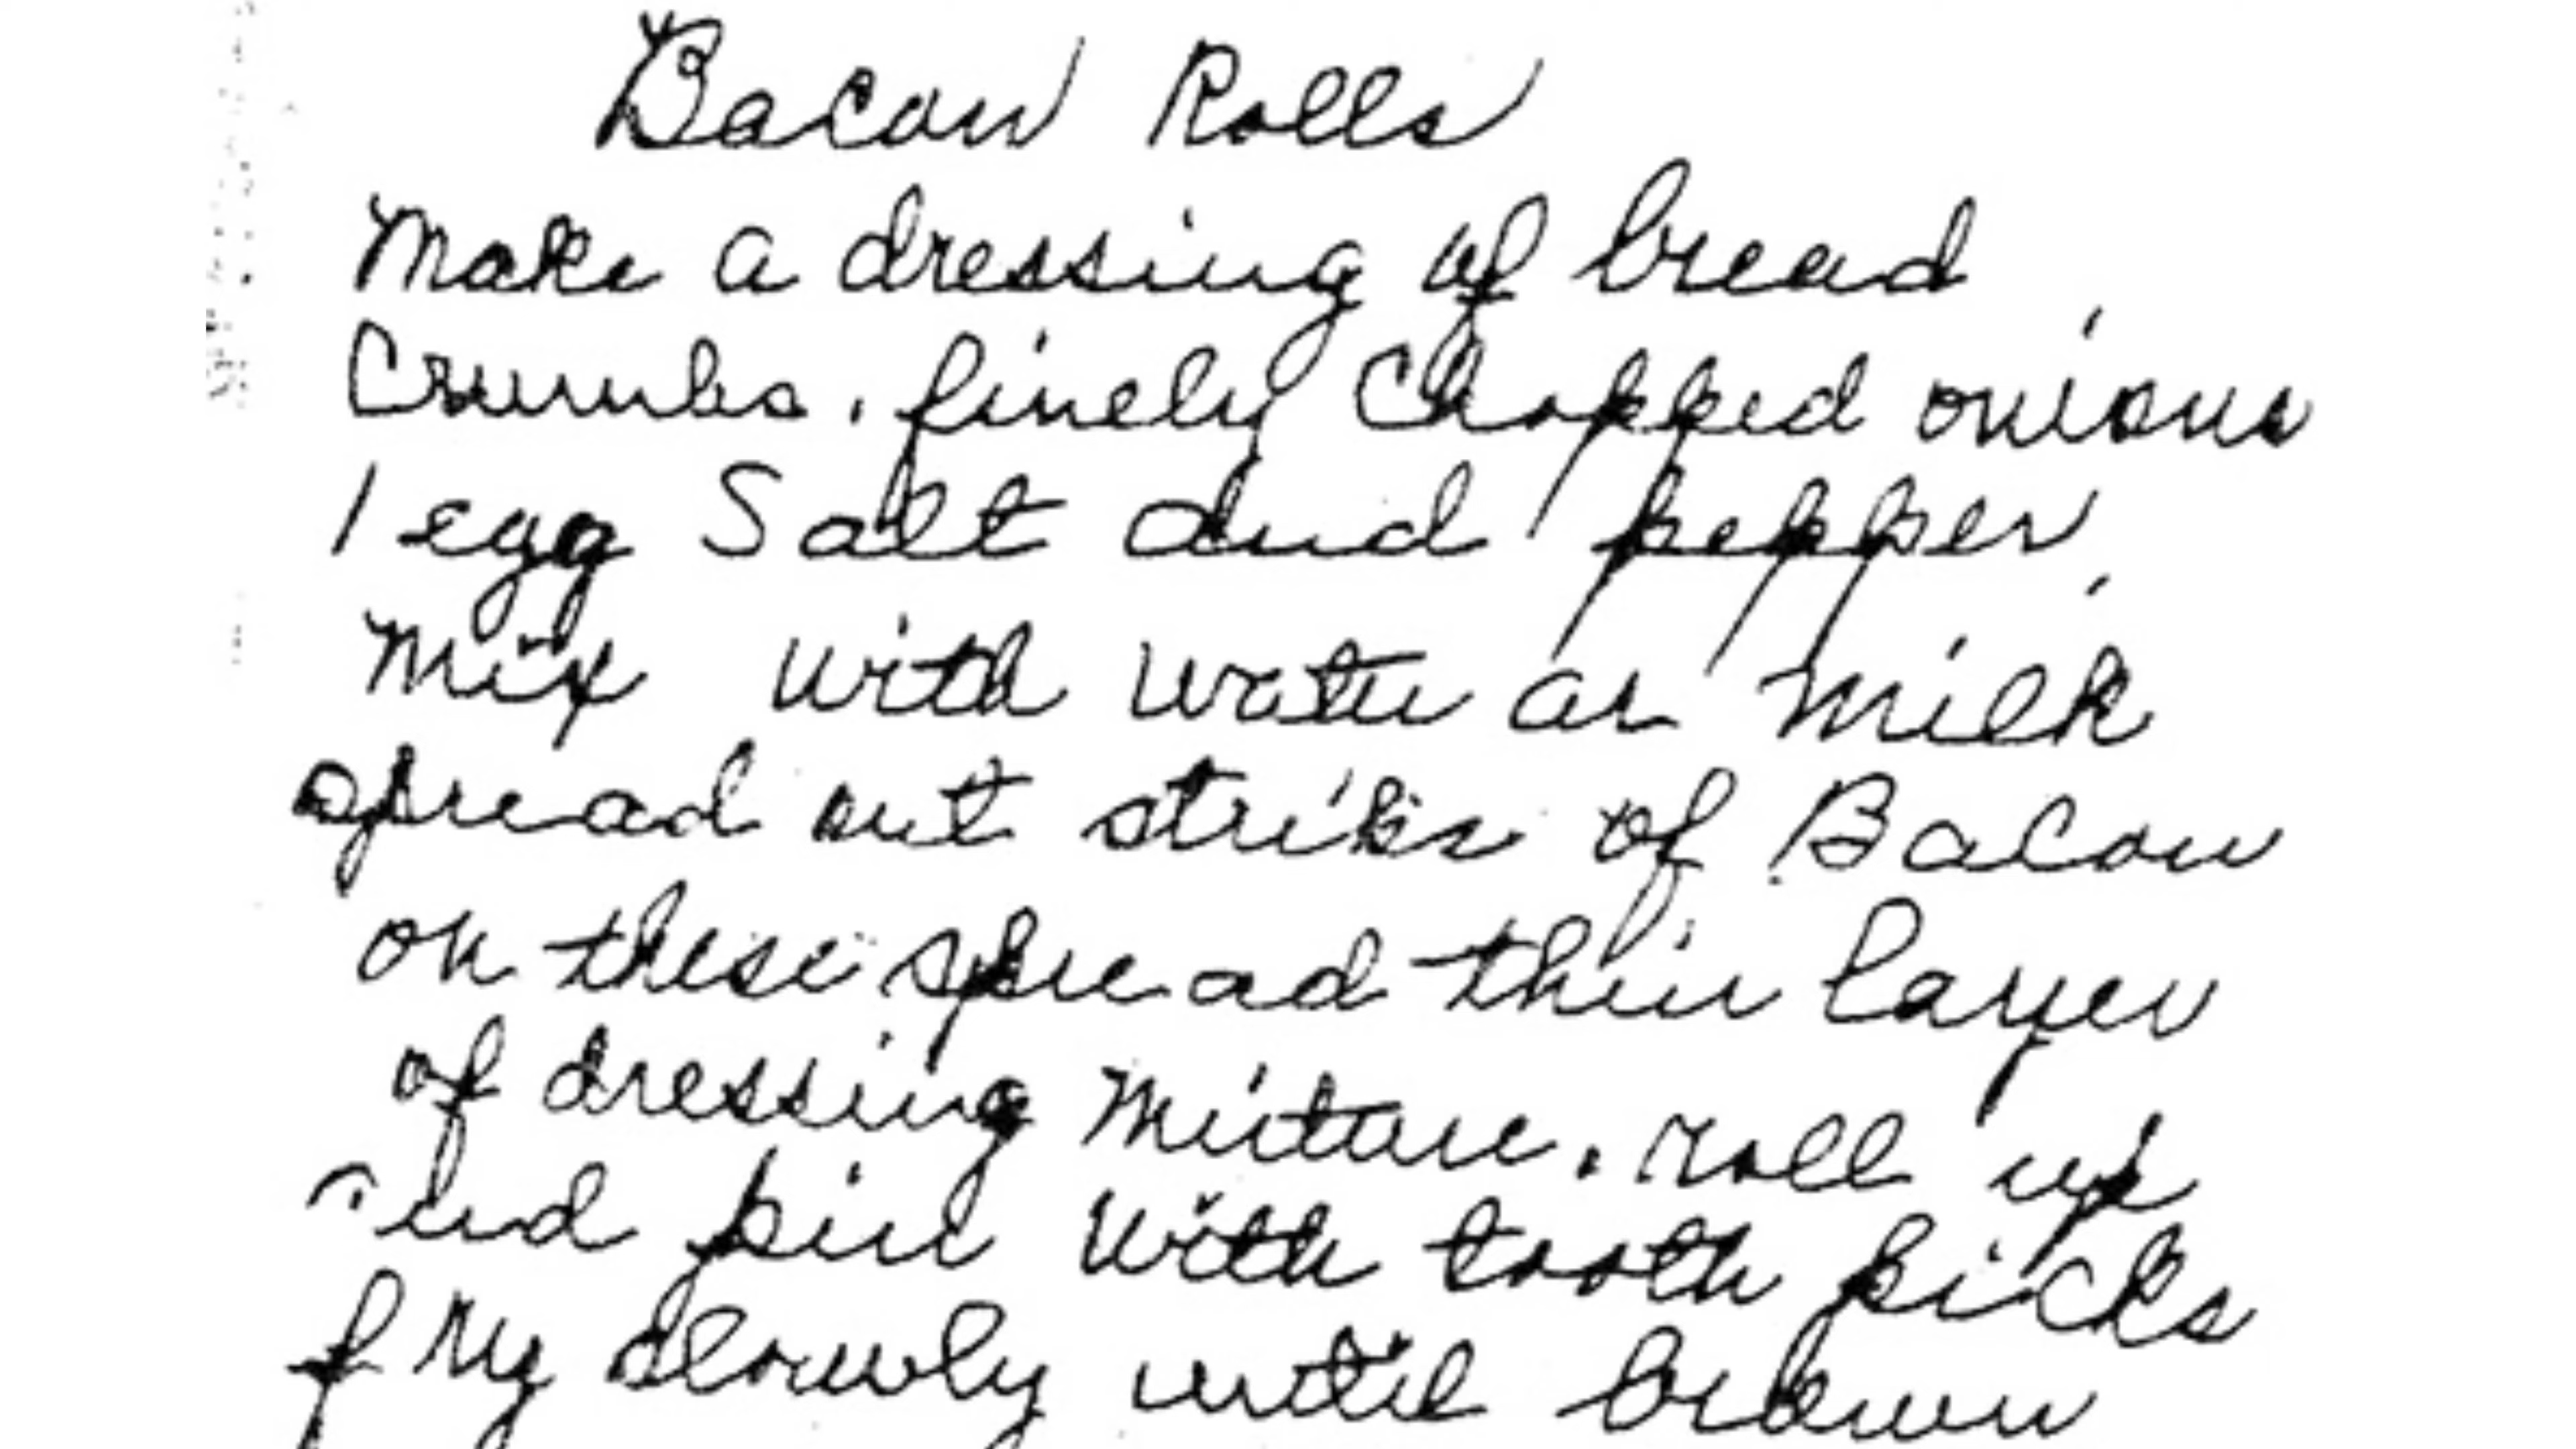 Bacon Rolls
Make a dressing of bread
Crumbs, finely Chopped onions
1 egg Salt and pepper
Mix with water or milk
spread out strips of Bacon
on these spread thin layer
of dressing mixture. roll up
and pin with tooth picks
fry slowly until brown